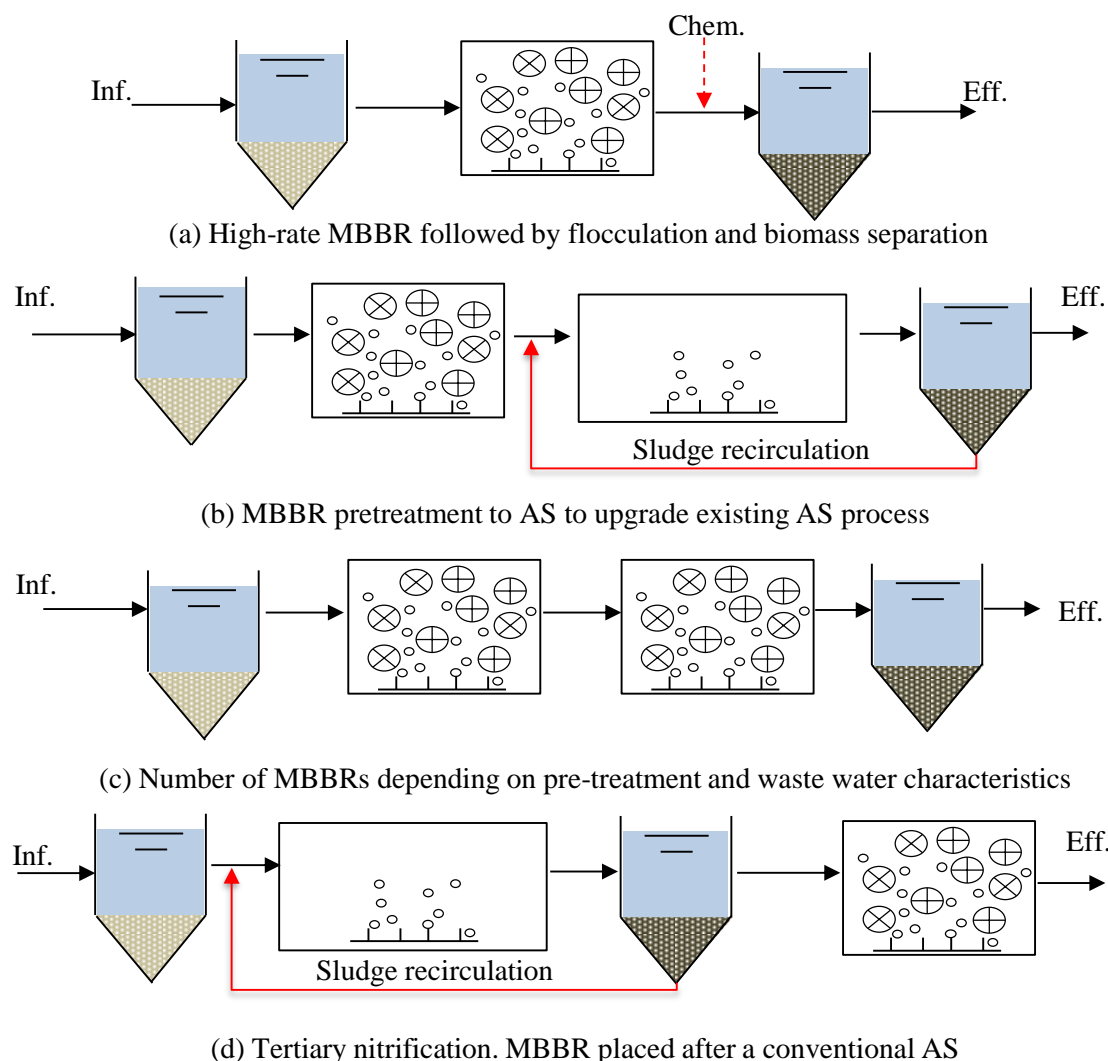 Chem.
Inf.
Eff.
(a) High-rate MBBR followed by flocculation and biomass separation
Inf.
Eff.
Sludge recirculation
(b) MBBR pretreatment to AS to upgrade existing AS process
Inf.
Eff.
(c) Number of MBBRs depending on pre-treatment and waste water characteristics
Inf.
Eff.
Sludge recirculation
(d) Tertiary nitrification. MBBR placed after a conventional AS